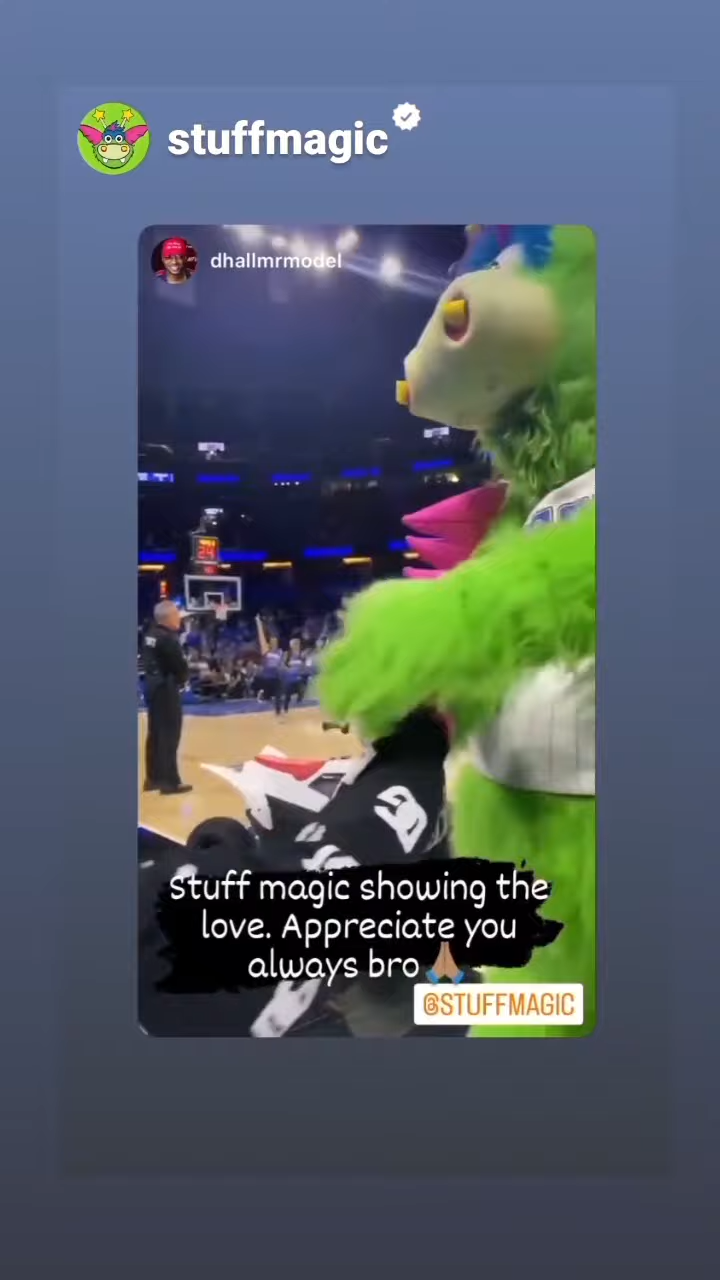 stuffmagic
dhallmrmodel
24
Stuff magic showing the
love. Appreciate you
always bro🙏🏽
@STUFFMAGIC